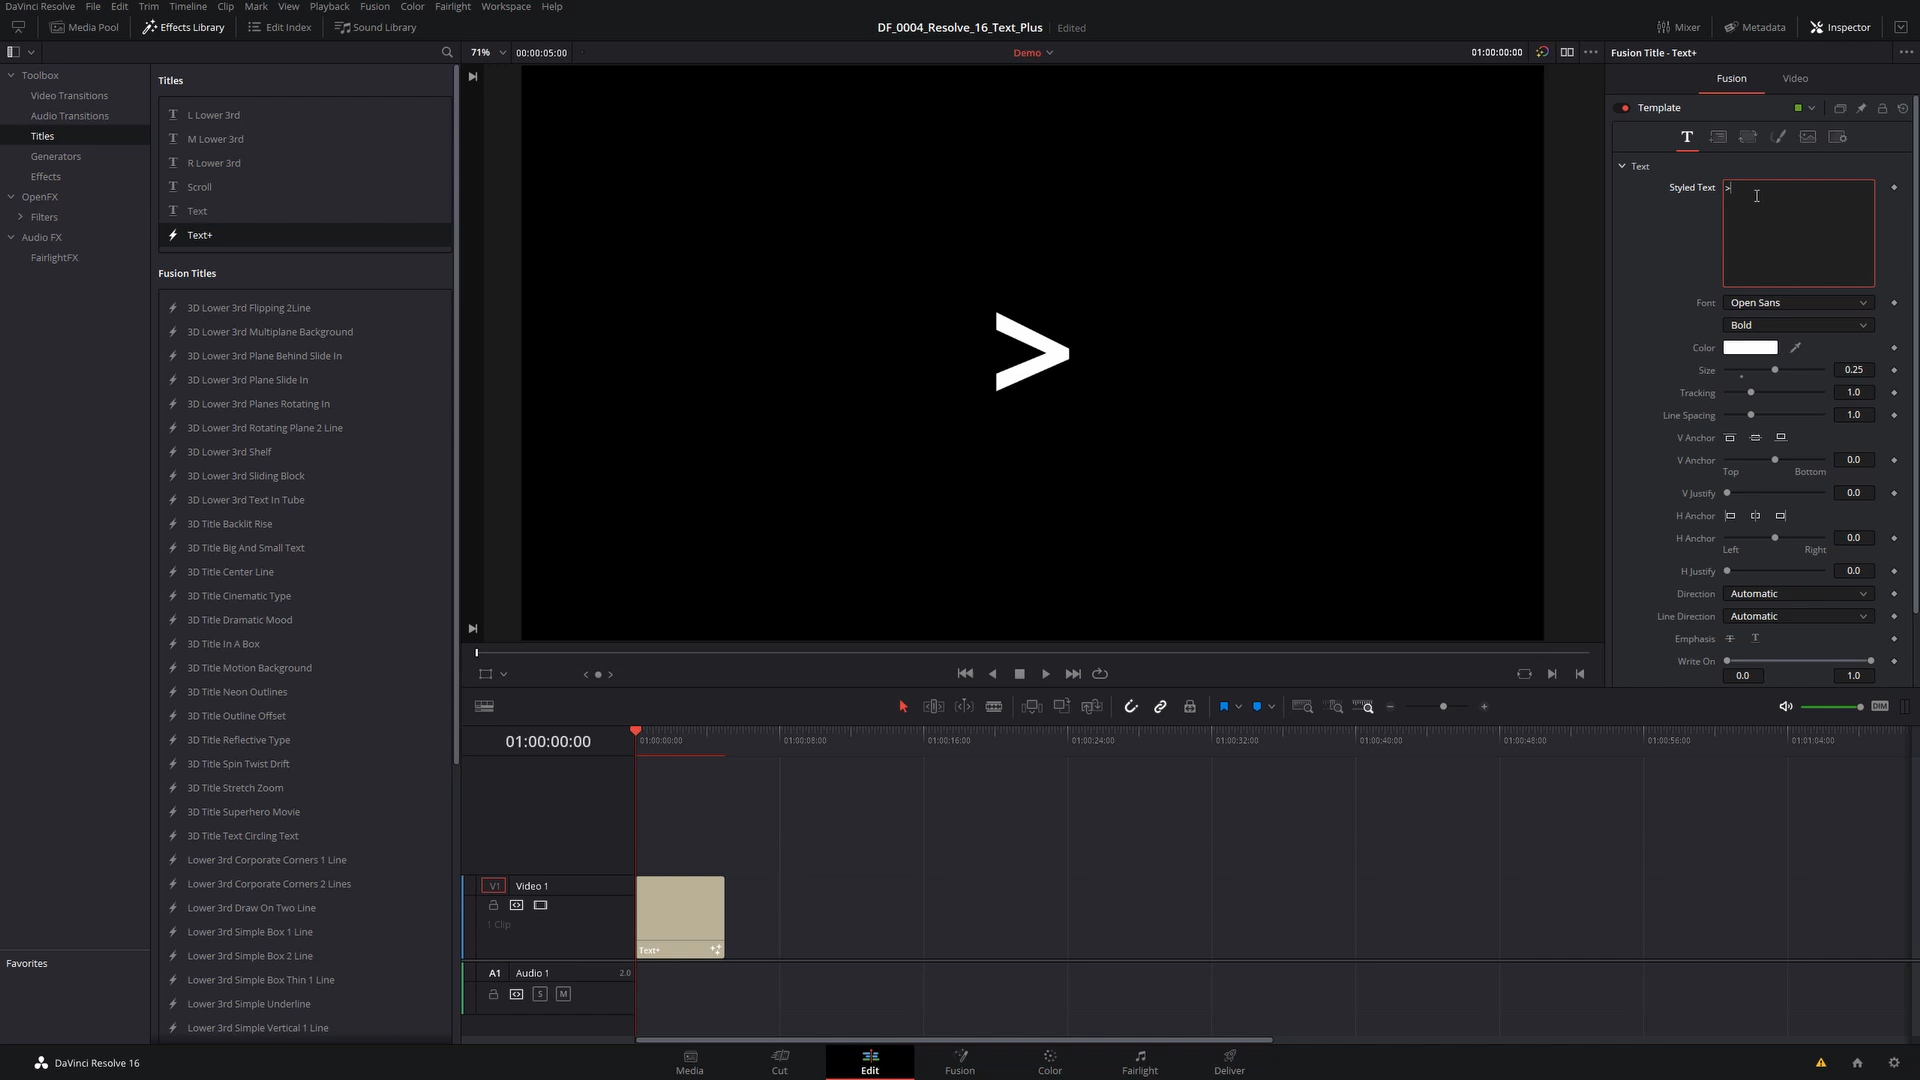 DaVinci Resolve File Edit Trim Timeline Clip Mark View Playback Fusion Color Fairlight Workspace Help
Media Pool Effects Library Edit Index Sound Library
DF_0004_Resolve_16_Text_Plus Edited
Mixer Metadata Inspector
71% 00:00:05:00
Demo
01:00:00:00
Fusion Title - Text+
Toolbox
Video Transitions
Audio Transitions
Titles
Generators
Effects
OpenFX
Filters
Audio FX
FairlightFX
Favorites
Titles
L Lower 3rd
M Lower 3rd
R Lower 3rd
Scroll
Text
Text+
Fusion Titles
3D Lower 3rd Flipping 2Line
3D Lower 3rd Multiplane Background
3D Lower 3rd Plane Behind Slide In
3D Lower 3rd Plane Slide In
3D Lower 3rd Planes Rotating In
3D Lower 3rd Rotating Plane 2 Line
3D Lower 3rd Shelf
3D Lower 3rd Sliding Block
3D Lower 3rd Text In Tube
3D Title Backlit Rise
3D Title Big And Small Text
3D Title Center Line
3D Title Cinematic Type
3D Title Dramatic Mood
3D Title In A Box
3D Title Motion Background
3D Title Neon Outlines
3D Title Outline Offset
3D Title Reflective Type
3D Title Spin Twist Drift
3D Title Stretch Zoom
3D Title Superhero Movie
3D Title Text Circling Text
Lower 3rd Corporate Corners 1 Line
Lower 3rd Corporate Corners 2 Lines
Lower 3rd Draw On Two Line
Lower 3rd Simple Box 1 Line
Lower 3rd Simple Box 2 Line
Lower 3rd Simple Box Thin 1 Line
Lower 3rd Simple Underline
Lower 3rd Simple Vertical 1 Line
>
Fusion Video
Template
Text
Styled Text >
Font Open Sans
Bold
Color
Size 0.25
Tracking 1.0
Line Spacing 1.0
V Anchor
V Anchor 0.0
Top Bottom
V Justify 0.0
H Anchor
H Anchor 0.0
Left Right
H Justify 0.0
Direction Automatic
Line Direction Automatic
Emphasis
Write On
0.0 1.0
DIM
01:00:00:00
01:00:00:00 01:00:08:00 01:00:16:00 01:00:24:00 01:00:32:00 01:00:40:00 01:00:48:00 01:00:56:00 01:01:04:00
V1 Video 1
1 Clip
Text+
A1 Audio 1 2.0
S M
DaVinci Resolve 16
Media Cut Edit Fusion Color Fairlight Deliver